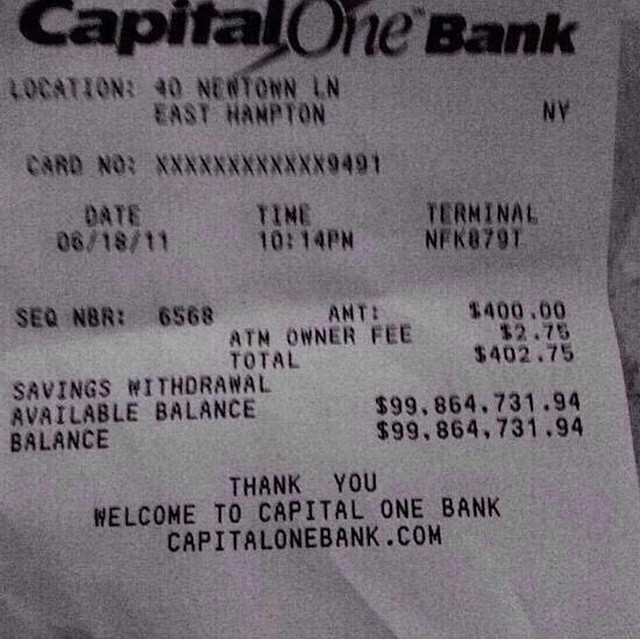 CapitalOne™ Bank
LOCATION: 40 NEWTOWN LN
EAST HAMPTON NY
CARD NO: XXXXXXXXXXXX9491
DATE TIME TERMINAL
06/18/11 10:14PM NFK879T
SEQ NBR: 6568 AMT: $400.00
ATM OWNER FEE $2.75
TOTAL $402.75
SAVINGS WITHDRAWAL
AVAILABLE BALANCE $99,864,731.94
BALANCE $99,864,731.94
THANK YOU
WELCOME TO CAPITAL ONE BANK
CAPITALONEBANK.COM